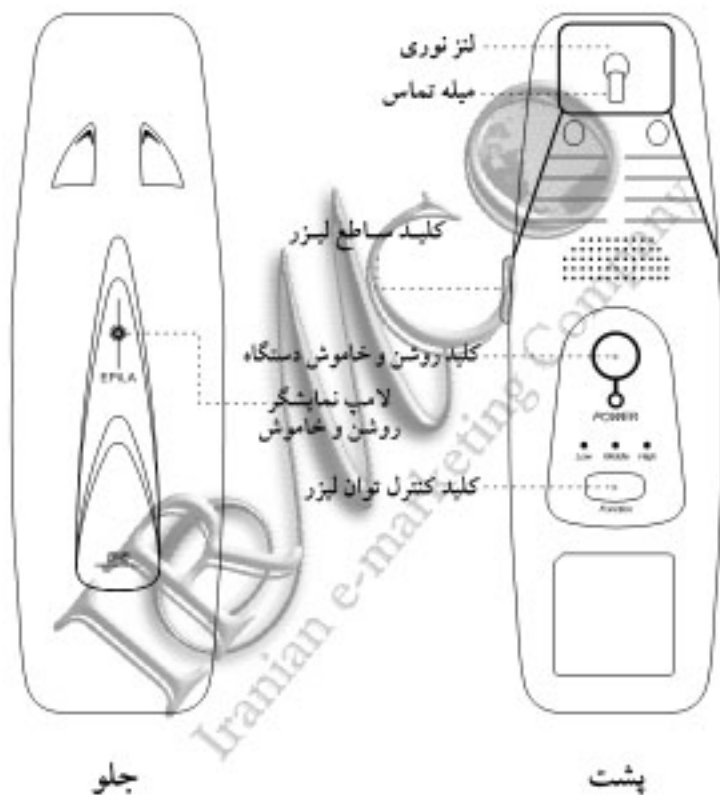 لنز نوری
میله تماس
کلید ساطع لیزر
کلید روشن و خاموش دستگاه
لامپ نمایشگر
روشن و خاموش
کلید کنترل توان لیزر
EPILA
POWER
Low Middle High
Function
IR
Iranian e-marketing Company
جلو
پشت